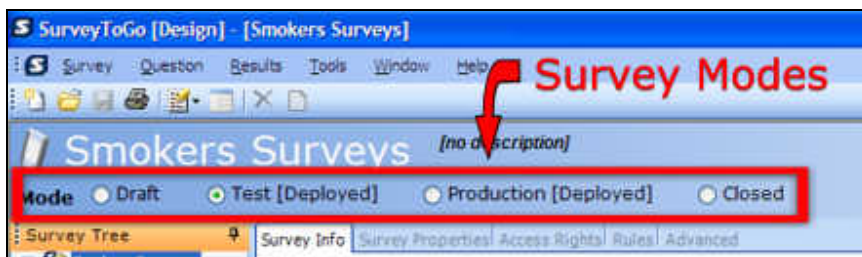 SurveyToGo [Design] - [Smokers Surveys]
Survey Question Results Tools Window Help
Survey Modes
Smokers Surveys [no description]
Mode Draft Test [Deployed] Production [Deployed] Closed
Survey Tree Survey Info Survey Properties Access Rights Rules Advanced